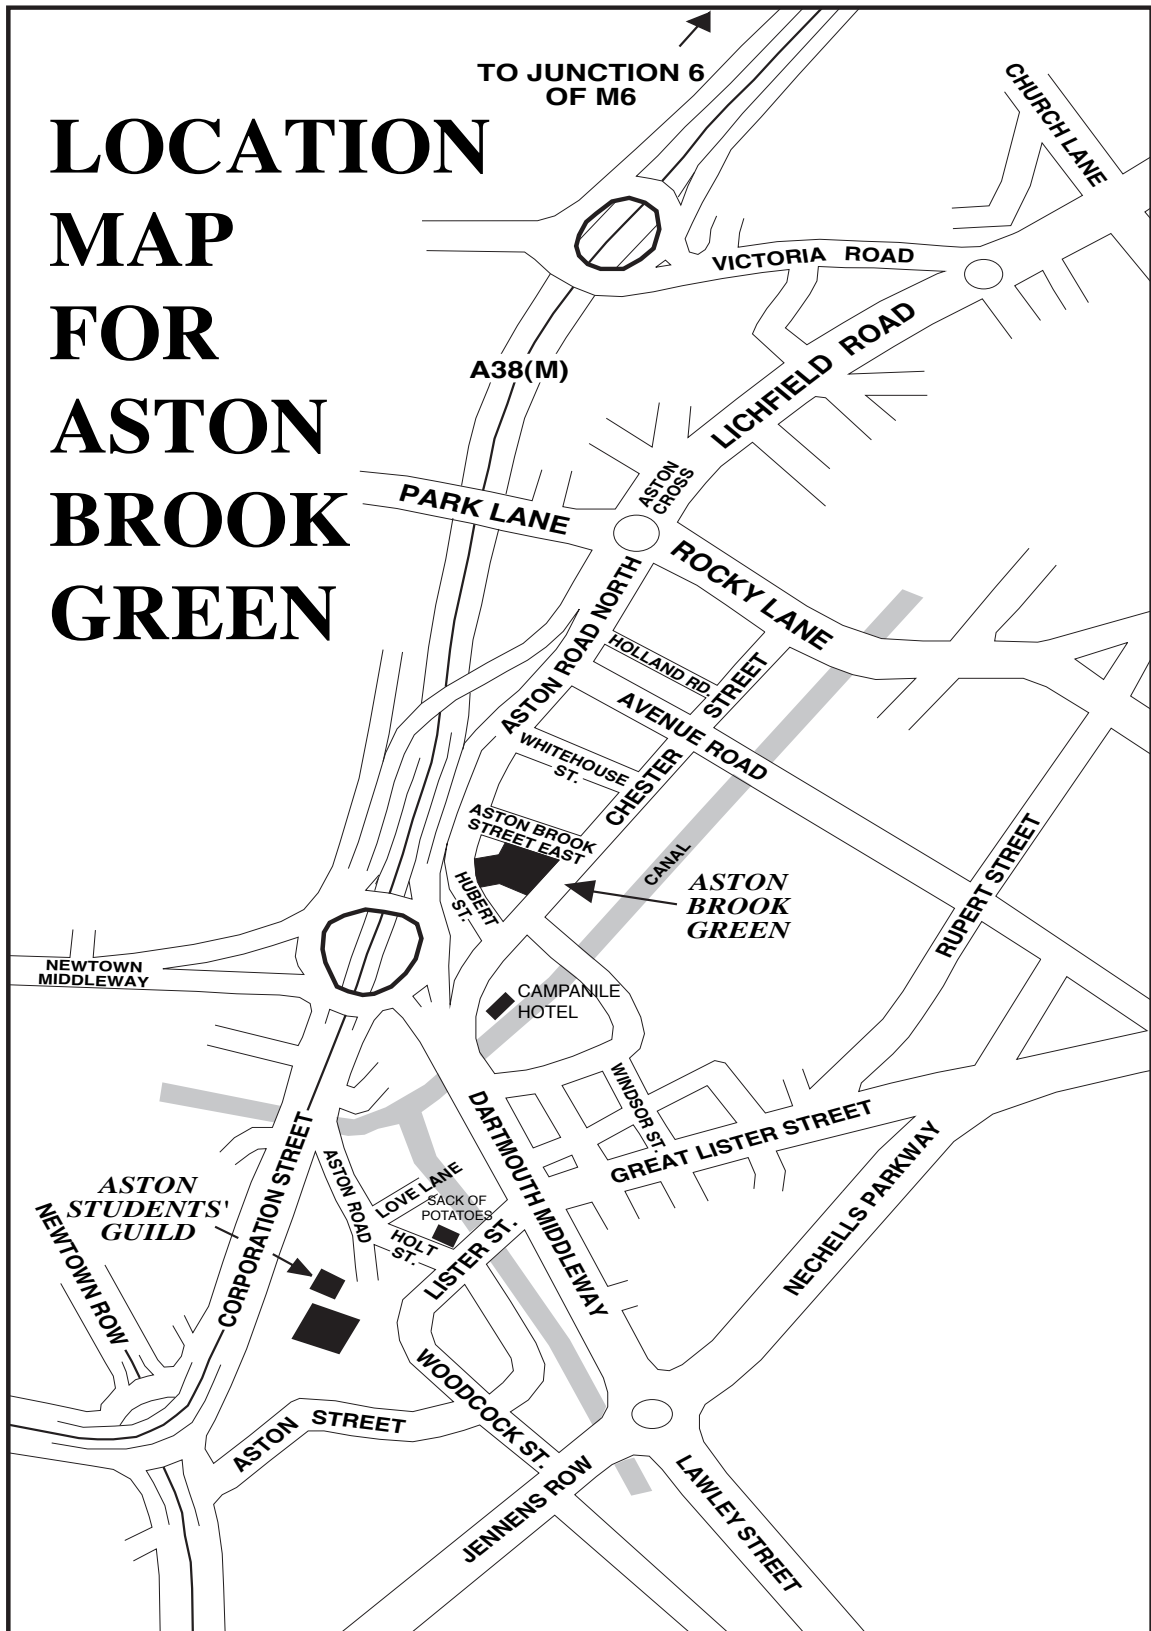 TO JUNCTION 6
OF M6
LOCATION
MAP
FOR
ASTON
BROOK
GREEN
CHURCH LANE
VICTORIA ROAD
LICHFIELD ROAD
A38(M)
ASTON
CROSS
PARK LANE
ROCKY LANE
ASTON ROAD NORTH
HOLLAND RD.
AVENUE ROAD
CHESTER STREET
WHITEHOUSE
ST.
ASTON BROOK
STREET EAST
HUBERT
ST.
CANAL
ASTON
BROOK
GREEN
RUPERT STREET
NEWTOWN
MIDDLEWAY
CAMPANILE
HOTEL
WINDSOR ST.
GREAT LISTER STREET
DARTMOUTH MIDDLEWAY
NECHELLS PARKWAY
CORPORATION STREET
ASTON ROAD
LOVE LANE
SACK OF
POTATOES
HOLT
ST.
LISTER ST.
ASTON
STUDENTS'
GUILD
NEWTOWN ROW
WOODCOCK ST.
ASTON STREET
JENNENS ROW
LAWLEY STREET